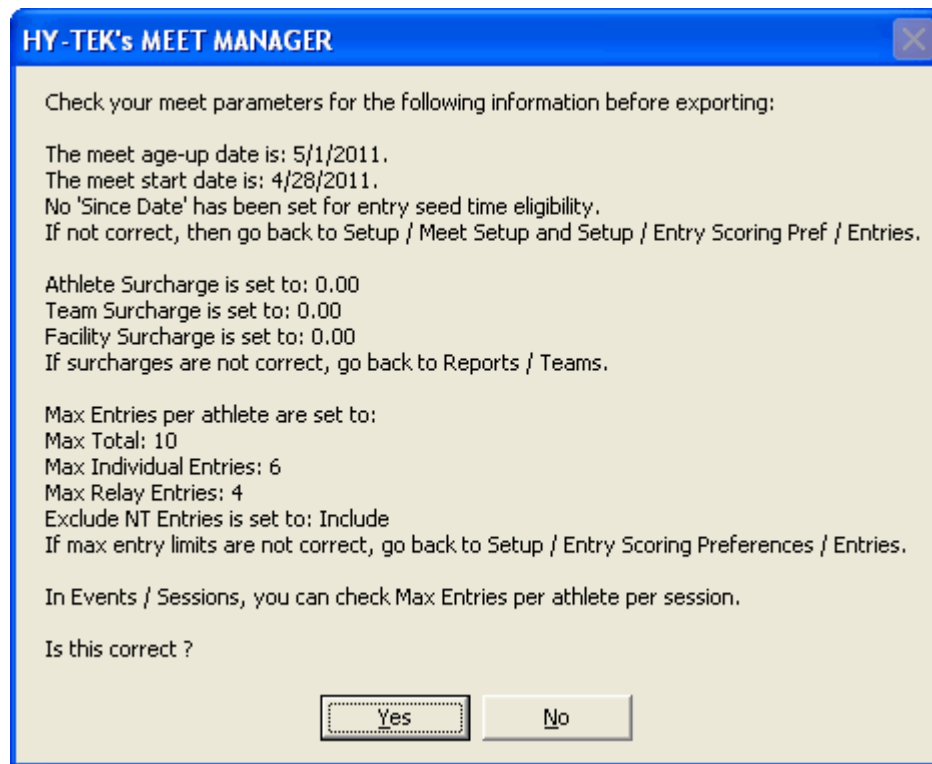 HY-TEK's MEET MANAGER
Check your meet parameters for the following information before exporting:
The meet age-up date is: 5/1/2011.
The meet start date is: 4/28/2011.
No 'Since Date' has been set for entry seed time eligibility.
If not correct, then go back to Setup / Meet Setup and Setup / Entry Scoring Pref / Entries.
Athlete Surcharge is set to: 0.00
Team Surcharge is set to: 0.00
Facility Surcharge is set to: 0.00
If surcharges are not correct, go back to Reports / Teams.
Max Entries per athlete are set to:
Max Total: 10
Max Individual Entries: 6
Max Relay Entries: 4
Exclude NT Entries is set to: Include
If max entry limits are not correct, go back to Setup / Entry Scoring Preferences / Entries.
In Events / Sessions, you can check Max Entries per athlete per session.
Is this correct ?
Yes No